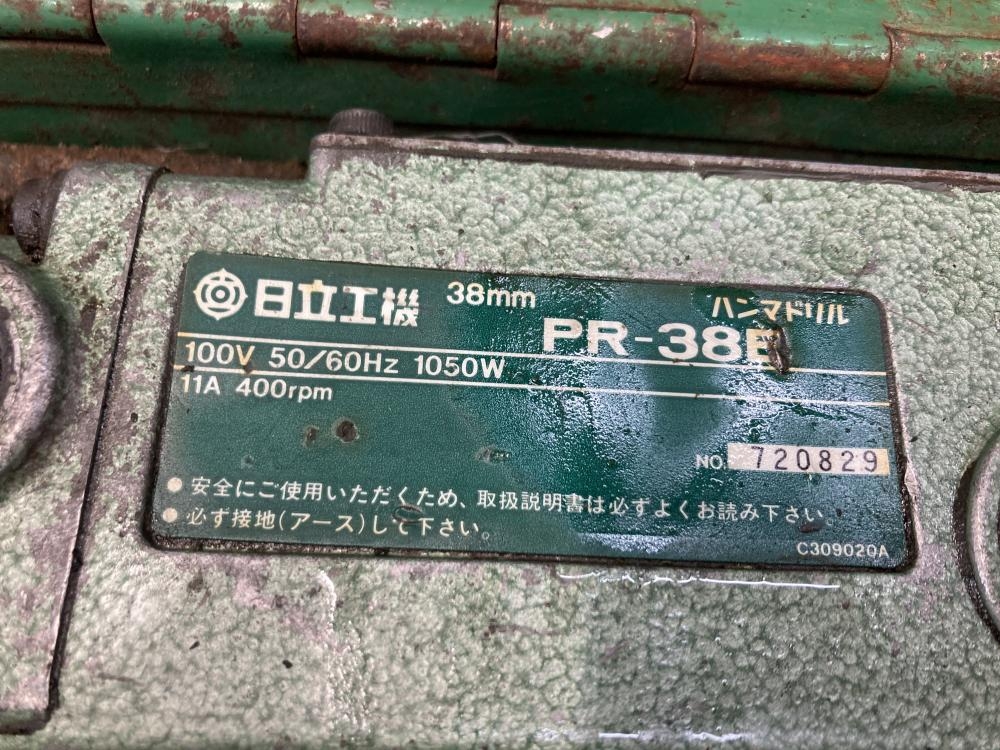 日立工機 38mm ハンマドリル
PR-38E
100V 50/60Hz 1050W
11A 400rpm
NO. 720829
● 安全にご使用いただくため、取扱説明書は必ずよくお読み下さい。
● 必ず接地(アース)して下さい。
C309020A